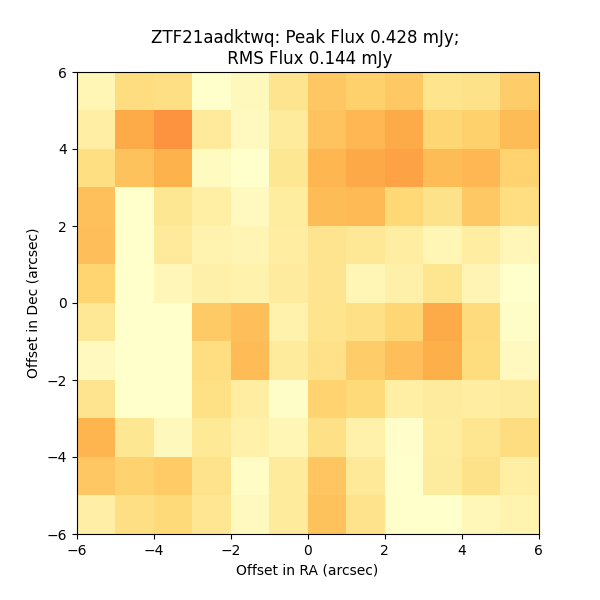 ZTF21aadktwq: Peak Flux 0.428 mJy;
RMS Flux 0.144 mJy
6
4
2
0
−2
−4
−6
Offset in Dec (arcsec)
−6 −4 −2 0 2 4 6
Offset in RA (arcsec)